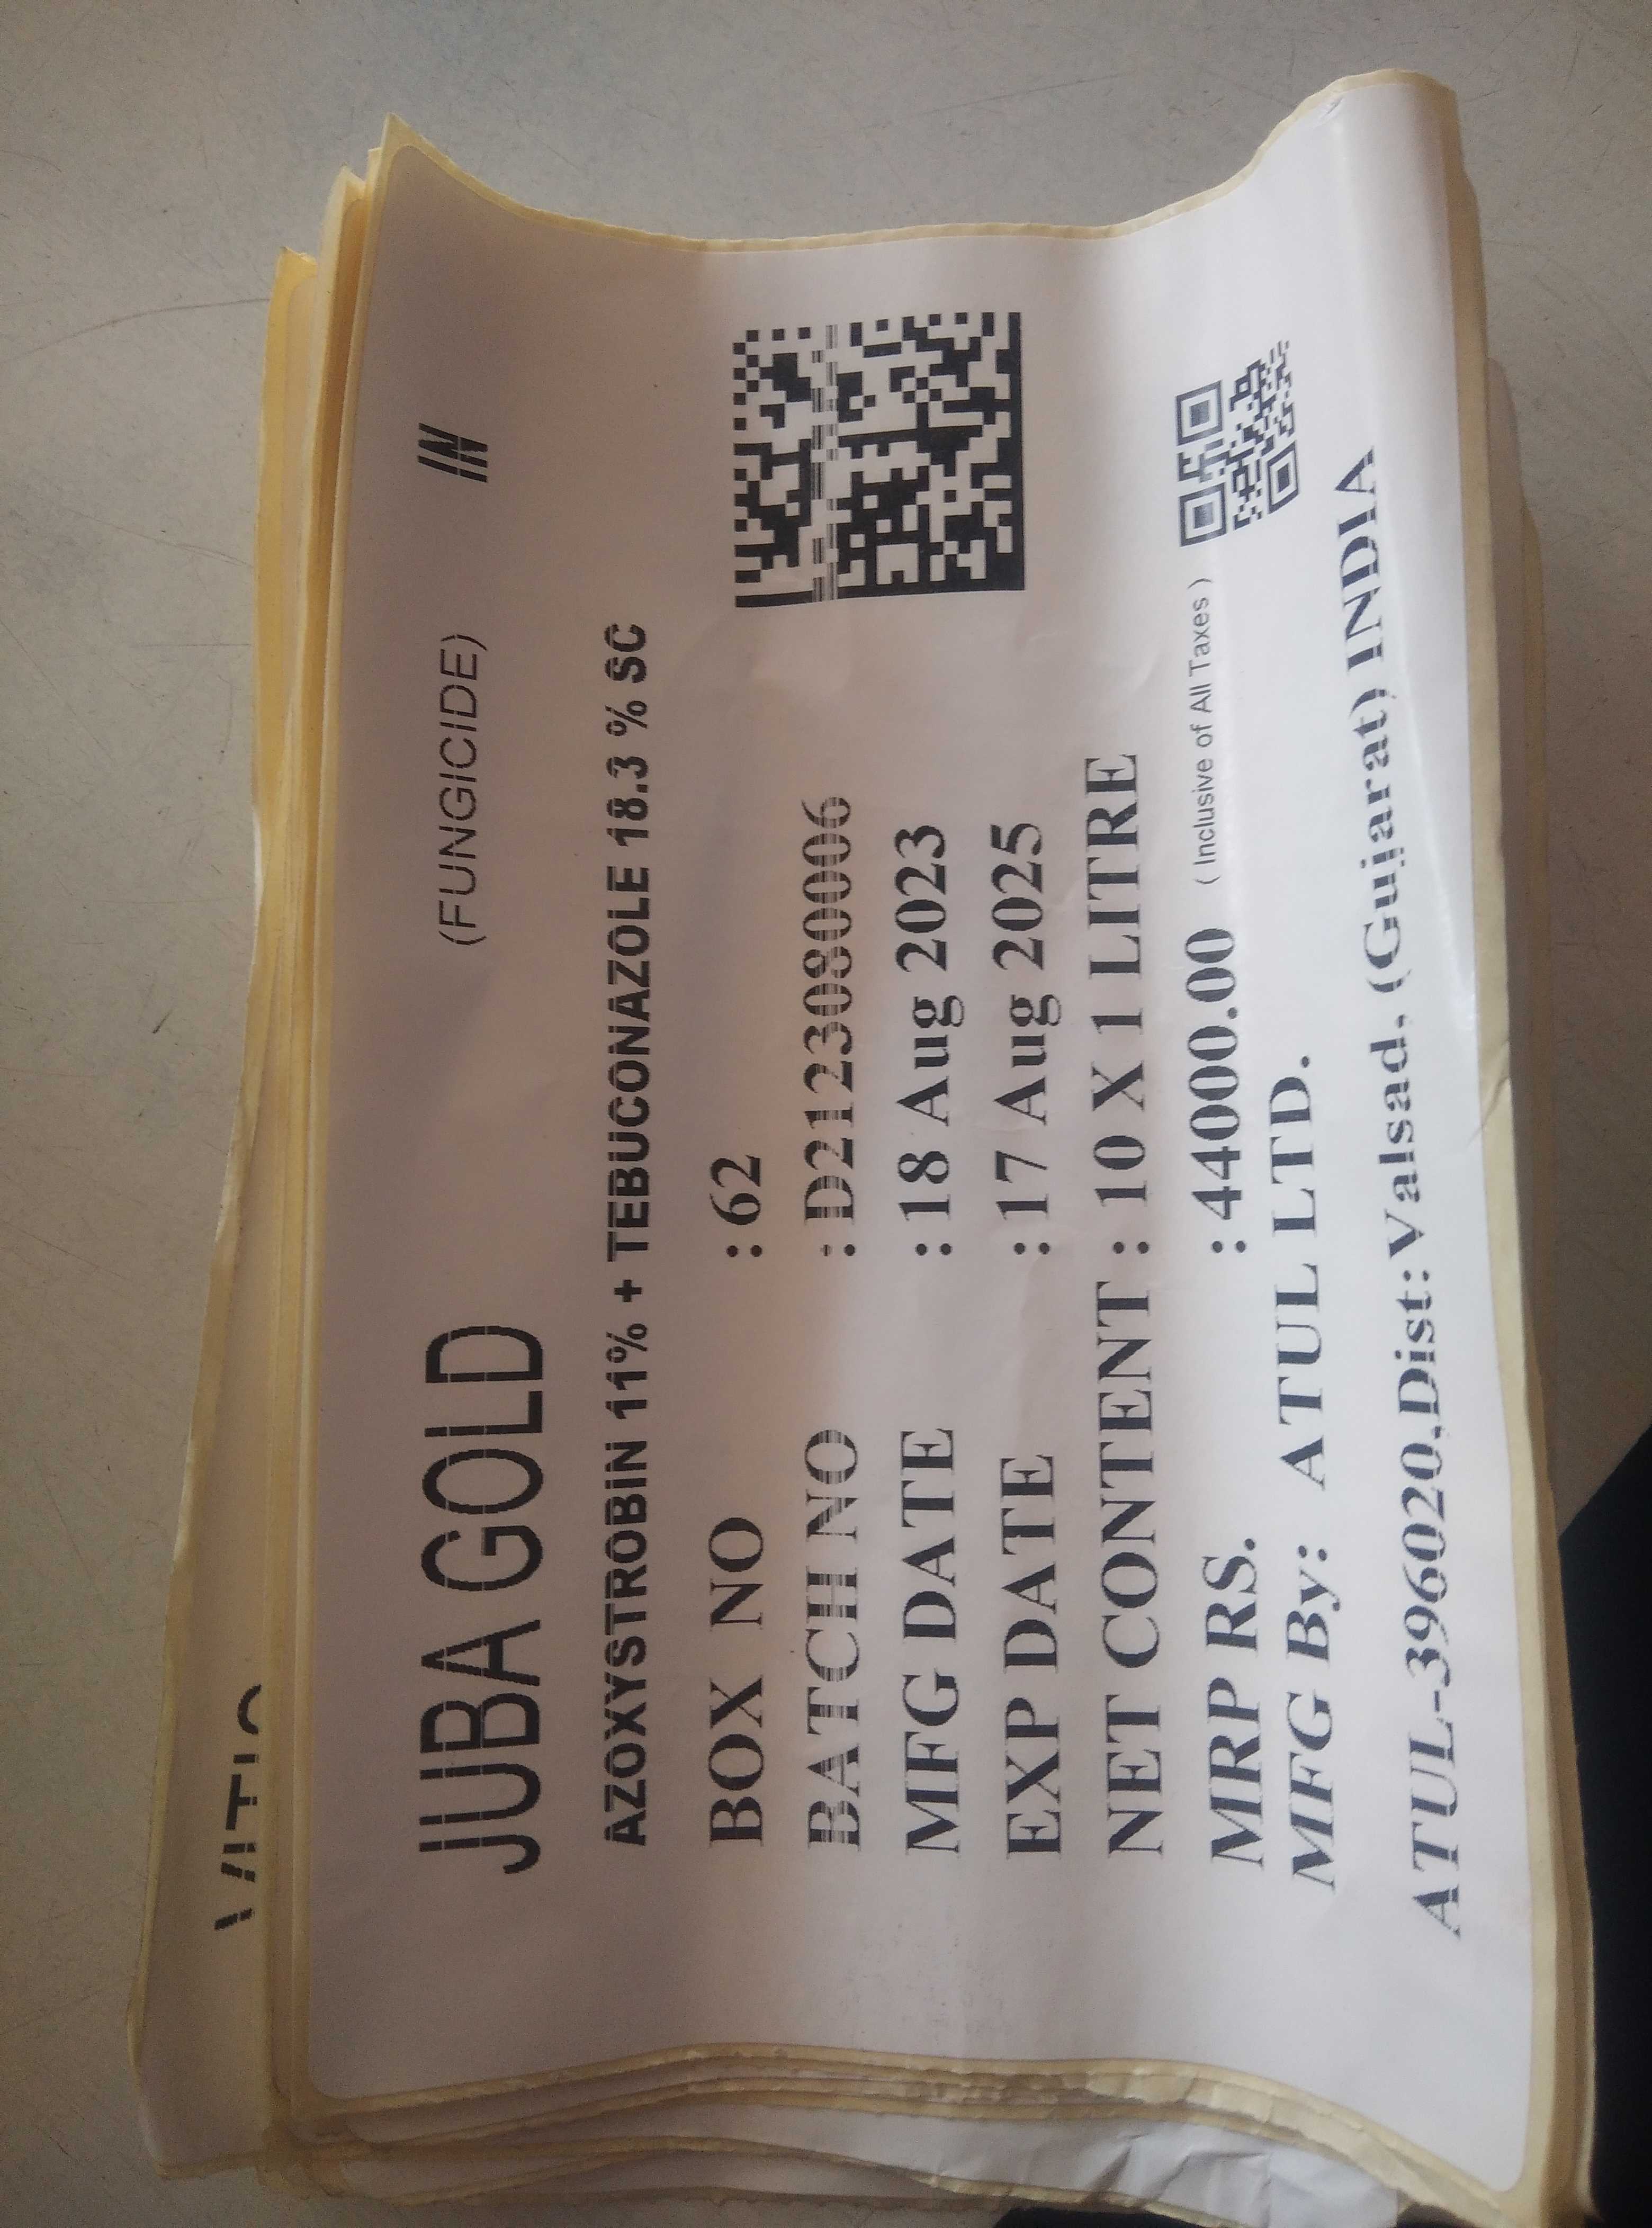 JUBA GOLD (FUNGICIDE) IN
AZOXYSTROBIN 11% + TEBUCONAZOLE 18.3 % SC
BOX NO : 62
BATCH NO : D2123080006
MFG DATE : 18 Aug 2023
EXP DATE : 17 Aug 2025
NET CONTENT : 10 X 1 LITRE
MRP RS. : 44000.00 ( Inclusive of All Taxes )
MFG By: ATUL LTD.
ATUL-396020,Dist: Valsad, (Gujarat) INDIA